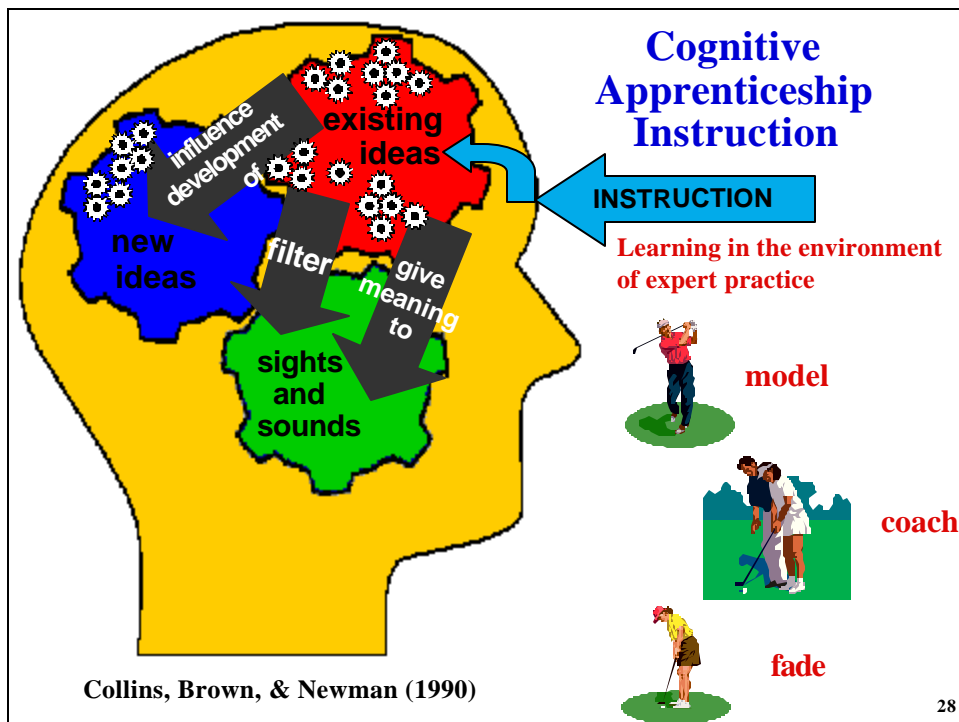 Cognitive
Apprenticeship
Instruction
influence
development
of
existing
ideas
INSTRUCTION
new
ideas
filter
give
meaning
to
sights
and
sounds
Learning in the environment
of expert practice
model
coach
fade
Collins, Brown, & Newman (1990)
28